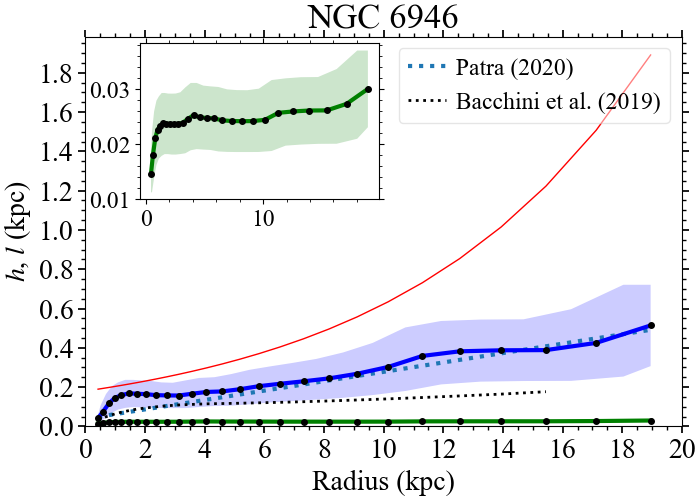 NGC 6946
Patra (2020)
Bacchini et al. (2019)
0.03
0.02
0.01
0
10
h, l (kpc)
1.8
1.6
1.4
1.2
1.0
0.8
0.6
0.4
0.2
0.0
0 2 4 6 8 10 12 14 16 18 20
Radius (kpc)